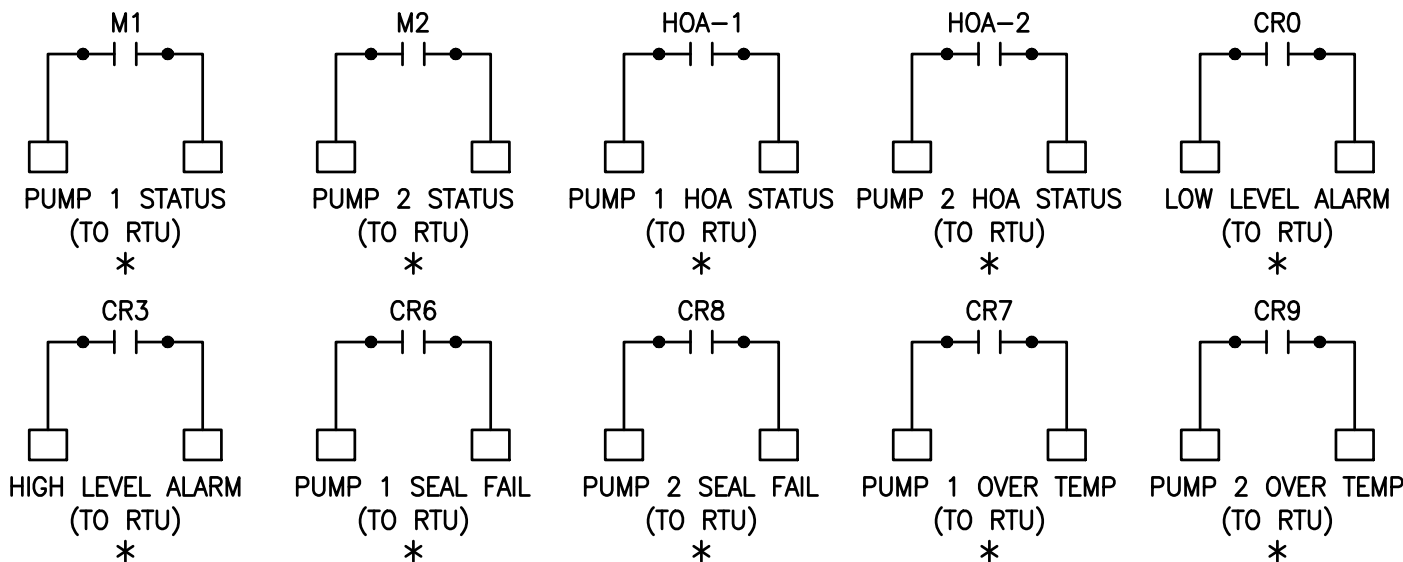 M1
PUMP 1 STATUS
(TO RTU)
*
M2
PUMP 2 STATUS
(TO RTU)
*
HOA-1
PUMP 1 HOA STATUS
(TO RTU)
*
HOA-2
PUMP 2 HOA STATUS
(TO RTU)
*
CR0
LOW LEVEL ALARM
(TO RTU)
*
CR3
HIGH LEVEL ALARM
(TO RTU)
*
CR6
PUMP 1 SEAL FAIL
(TO RTU)
*
CR8
PUMP 2 SEAL FAIL
(TO RTU)
*
CR7
PUMP 1 OVER TEMP
(TO RTU)
*
CR9
PUMP 2 OVER TEMP
(TO RTU)
*